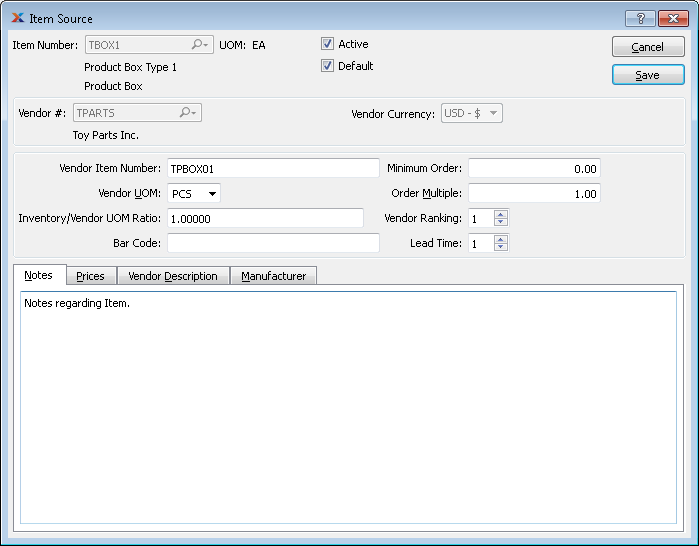 Item Source
Item Number: TBOX1 UOM: EA Active Cancel
Product Box Type 1 Default
Product Box Save
Vendor #: TPARTS Vendor Currency: USD - $
Toy Parts Inc.
Vendor Item Number: TPBOX01 Minimum Order: 0.00
Vendor UOM: PCS Order Multiple: 1.00
Inventory/Vendor UOM Ratio: 1.00000 Vendor Ranking: 1
Bar Code: Lead Time: 1
Notes Prices Vendor Description Manufacturer
Notes regarding Item.